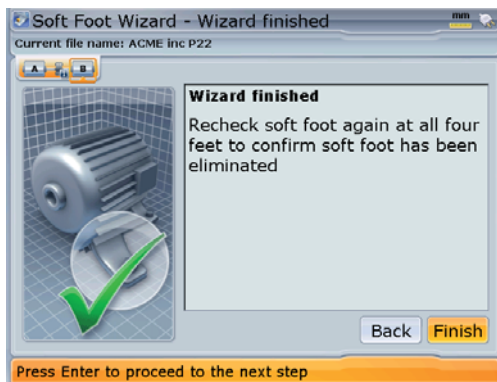 Soft Foot Wizard - Wizard finished
mm
Current file name: ACME inc P22
A
B
Wizard finished
Recheck soft foot again at all four
feet to confirm soft foot has been
eliminated
Back
Finish
Press Enter to proceed to the next step